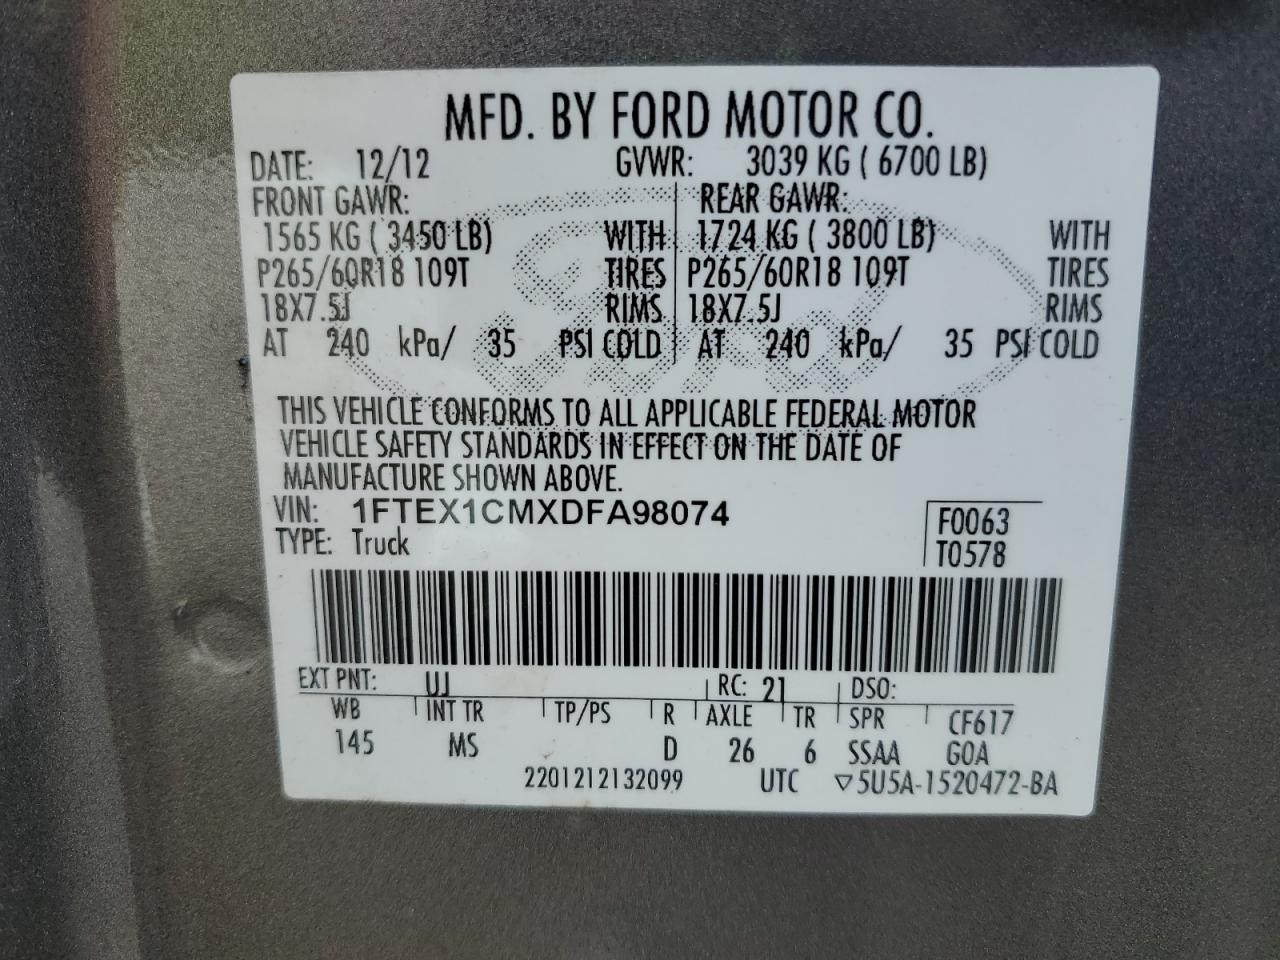 MFD. BY FORD MOTOR CO.
DATE: 12/12 GVWR: 3039 KG ( 6700 LB)
FRONT GAWR: REAR GAWR:
1565 KG ( 3450 LB) WITH 1724 KG ( 3800 LB) WITH
P265/60R18 109T TIRES P265/60R18 109T TIRES
18X7.5J RIMS 18X7.5J RIMS
AT 240 kPa/ 35 PSI COLD AT 240 kPa/ 35 PSI COLD
Ford
THIS VEHICLE CONFORMS TO ALL APPLICABLE FEDERAL MOTOR
VEHICLE SAFETY STANDARDS IN EFFECT ON THE DATE OF
MANUFACTURE SHOWN ABOVE.
VIN: 1FTEX1CMXDFA98074 F0063
TYPE: Truck T0578
EXT PNT: UJ RC: 21 DSO:
WB INT TR TP/PS R AXLE TR SPR CF617
145 MS D 26 6 SSAA GOA
2201212132099 UTC ▽5U5A-1520472-BA